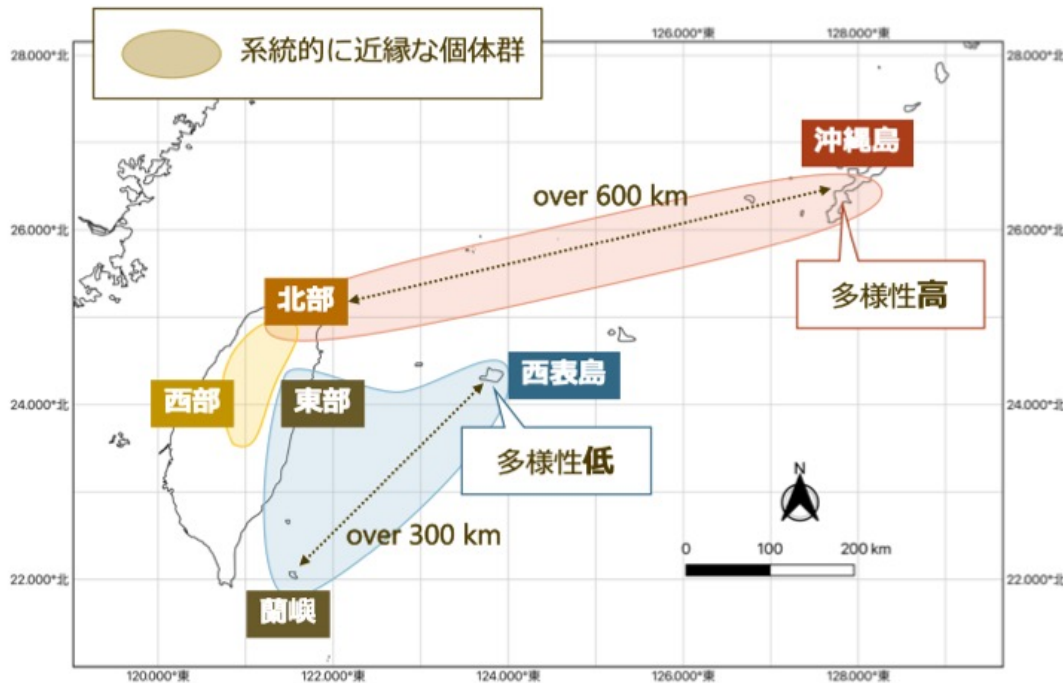 系統的に近縁な個体群
126.000°東
128.000°東
28.000°北
28.000°北
沖縄島
over 600 km
26.000°北
26.000°北
多様性高
北部
西部
東部
西表島
24.000°北
24.000°北
多様性低
N
over 300 km
0
100
200 km
22.000°北
22.000°北
蘭嶼
120.000°東
122.000°東
124.000°東
126.000°東
128.000°東